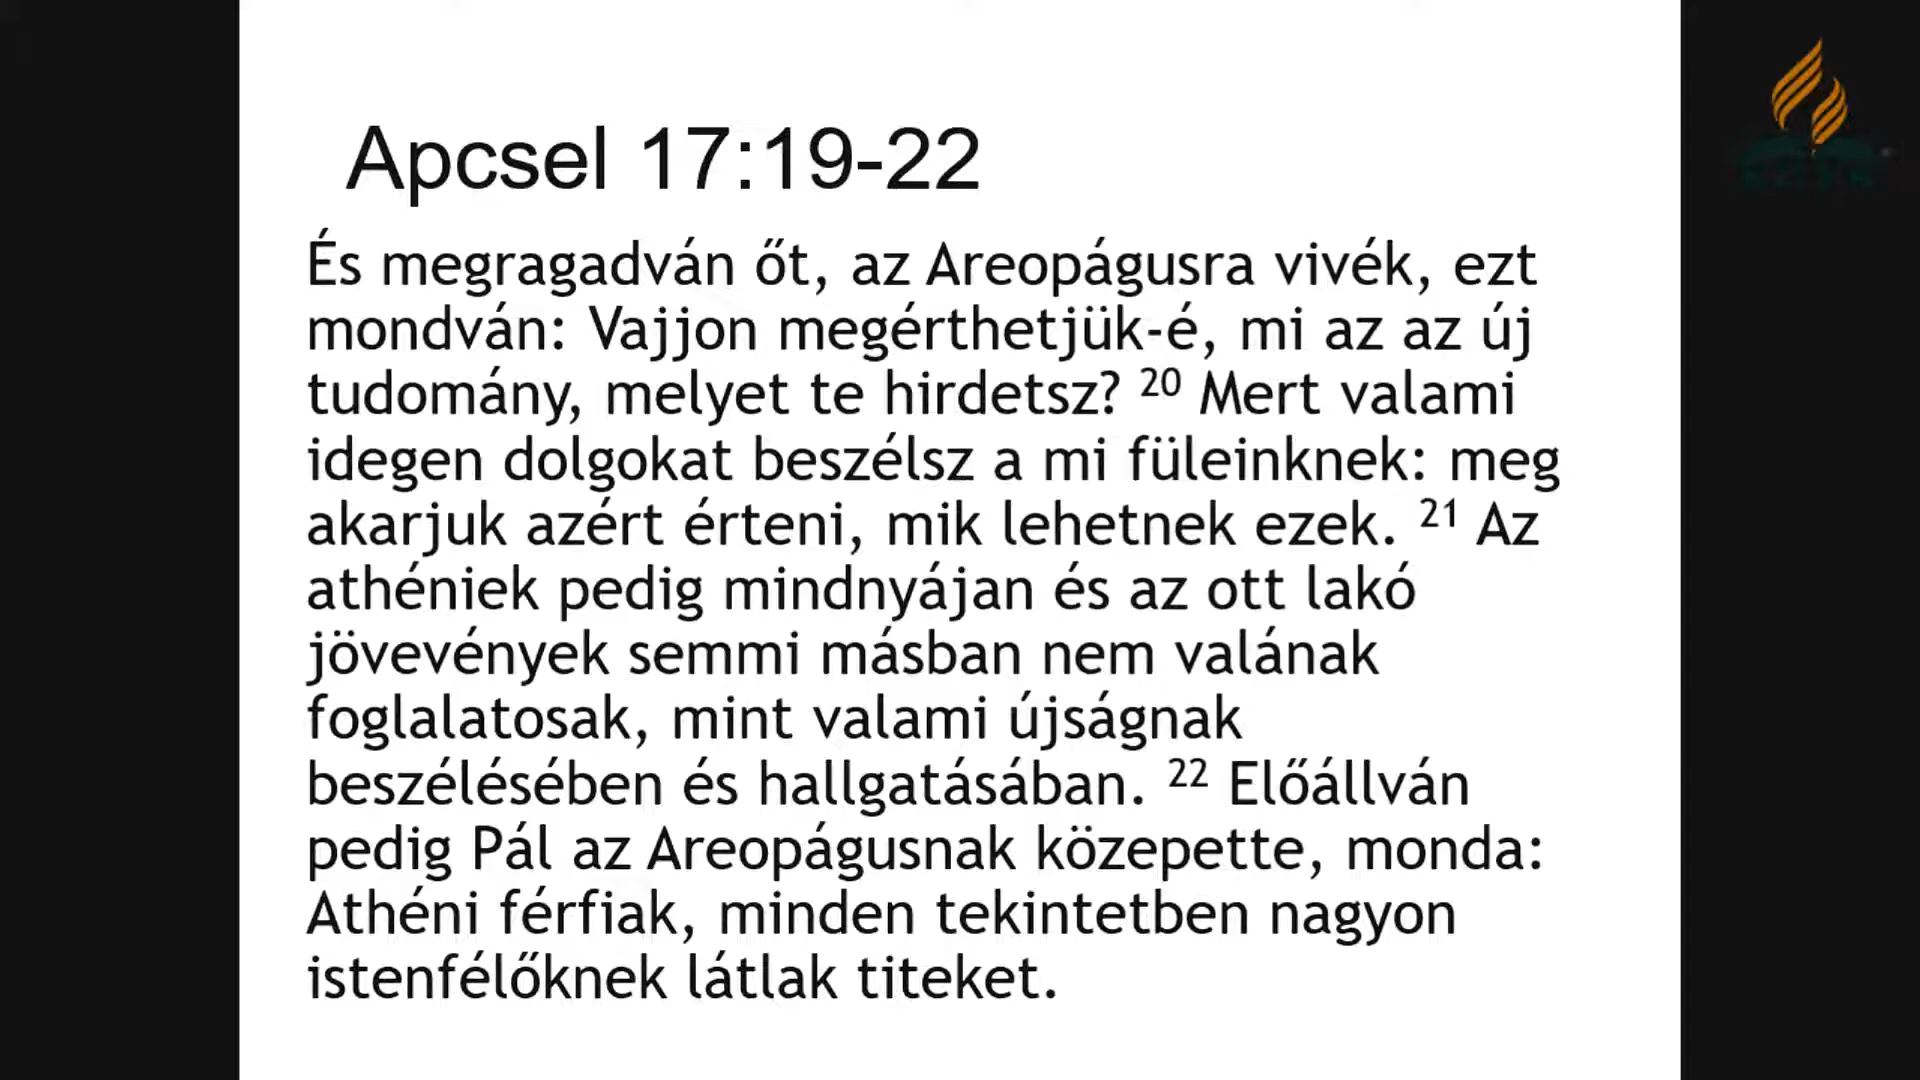 Apcsel 17:19-22
És megragadván őt, az Areopágusra vivék, ezt
mondván: Vajjon megérthetjük-é, mi az az új
tudomány, melyet te hirdetsz? 20 Mert valami
idegen dolgokat beszélsz a mi füleinknek: meg
akarjuk azért érteni, mik lehetnek ezek. 21 Az
athéniek pedig mindnyájan és az ott lakó
jövevények semmi másban nem valának
foglalatosak, mint valami újságnak
beszélésében és hallgatásában. 22 Előállván
pedig Pál az Areopágusnak közepette, monda:
Athéni férfiak, minden tekintetben nagyon
istenfélőknek látlak titeket.